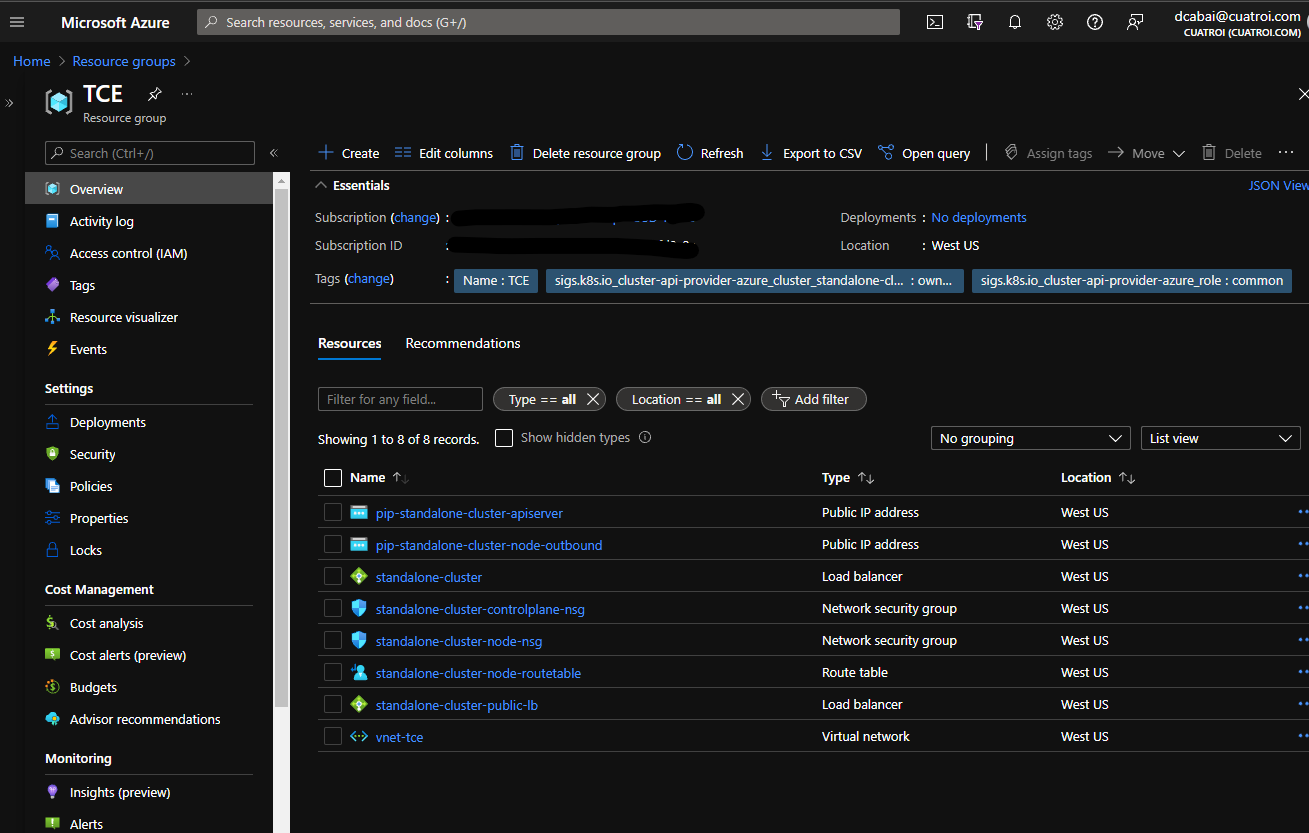 Microsoft Azure
Search resources, services, and docs (G+/)
dcabai@cuatroi.com
CUATROI (CUATROI.COM)
Home > Resource groups >
TCE
Resource group
Search (Ctrl+/)
Overview
Activity log
Access control (IAM)
Tags
Resource visualizer
Events
Settings
Deployments
Security
Policies
Properties
Locks
Cost Management
Cost analysis
Cost alerts (preview)
Budgets
Advisor recommendations
Monitoring
Insights (preview)
Alerts
Create Edit columns Delete resource group Refresh Export to CSV Open query Assign tags Move Delete
Essentials
JSON View
Subscription (change) :
Deployments : No deployments
Subscription ID :
Location : West US
Tags (change) : Name : TCE sigs.k8s.io_cluster-api-provider-azure_cluster_standalone-cl... : own... sigs.k8s.io_cluster-api-provider-azure_role : common
Resources Recommendations
Filter for any field... Type == all Location == all Add filter
Showing 1 to 8 of 8 records. Show hidden types
No grouping List view
Name Type Location
pip-standalone-cluster-apiserver Public IP address West US
pip-standalone-cluster-node-outbound Public IP address West US
standalone-cluster Load balancer West US
standalone-cluster-controlplane-nsg Network security group West US
standalone-cluster-node-nsg Network security group West US
standalone-cluster-node-routetable Route table West US
standalone-cluster-public-lb Load balancer West US
vnet-tce Virtual network West US